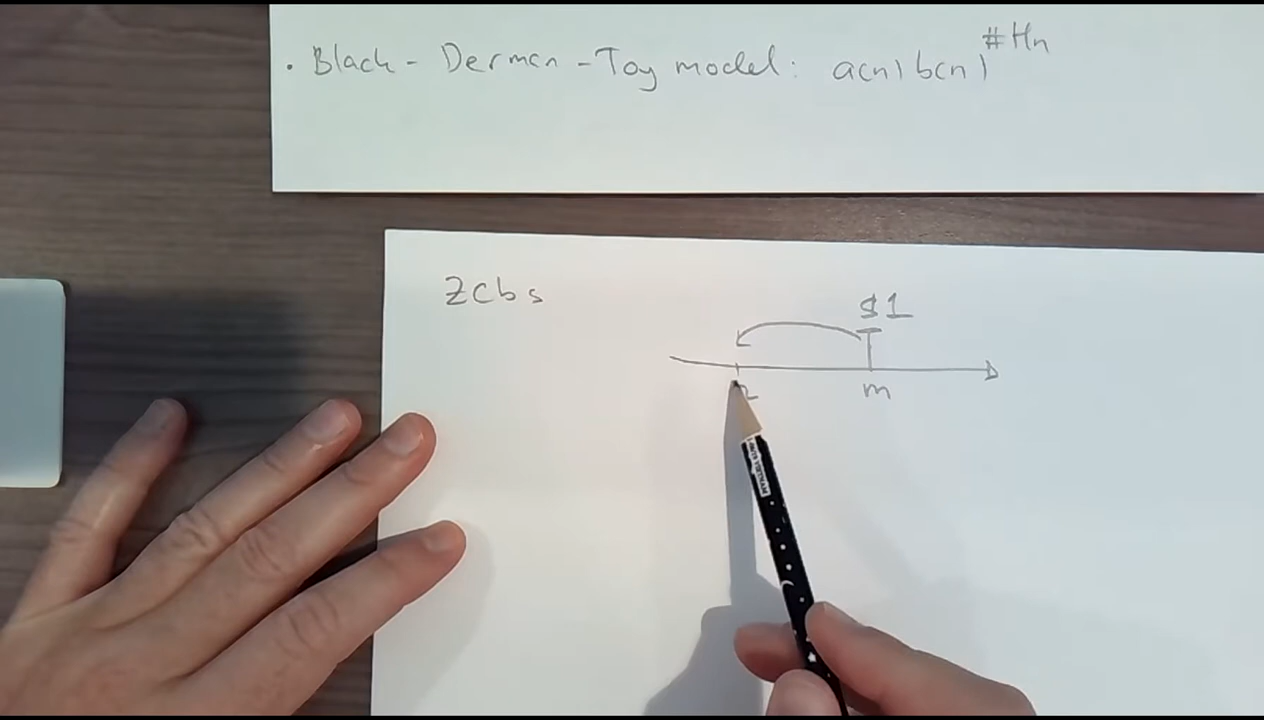 . Black - Derman - Toy model: a(n) b(n)^#Hn
Zcbs
$1
n m